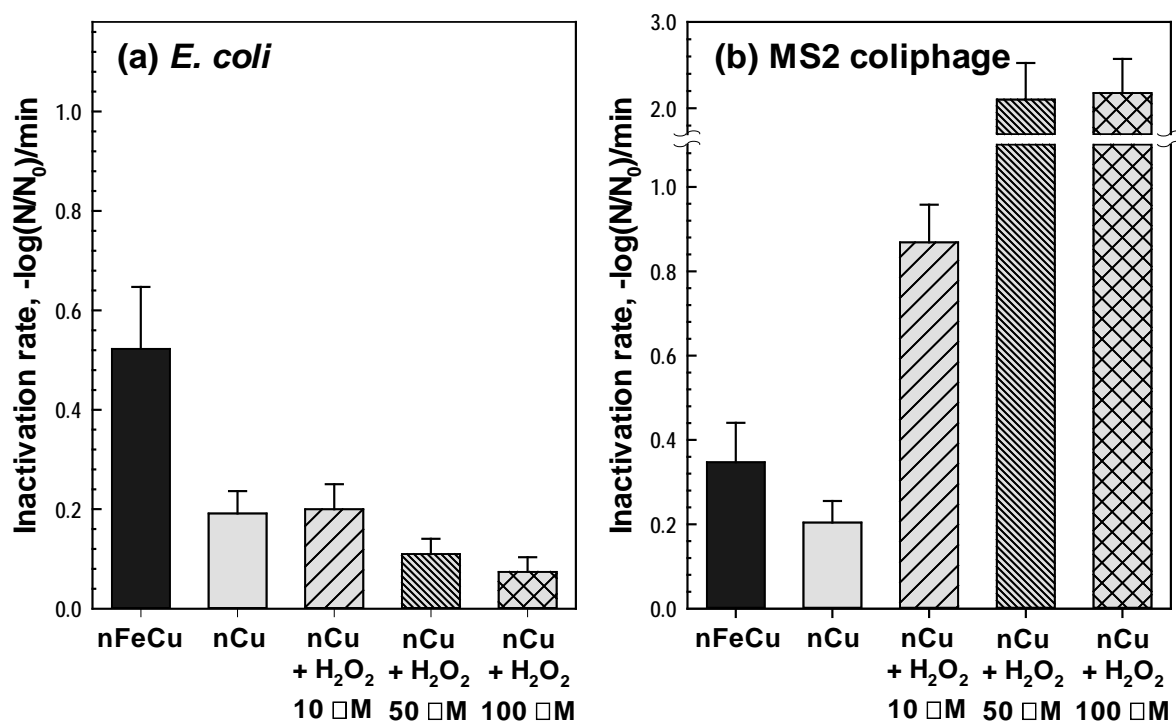 (a) E. coli
Inactivation rate, -log(N/N₀)/min
1.0
0.8
0.6
0.4
0.2
0.0
nFeCu nCu nCu nCu nCu
+ H₂O₂ + H₂O₂ + H₂O₂
10 □M 50 □M 100 □M
(b) MS2 coliphage
Inactivation rate, -log(N/N₀)/min
3.0
2.0
1.0
0.8
0.6
0.4
0.2
0.0
nFeCu nCu nCu nCu nCu
+ H₂O₂ + H₂O₂ + H₂O₂
10 □M 50 □M 100 □M